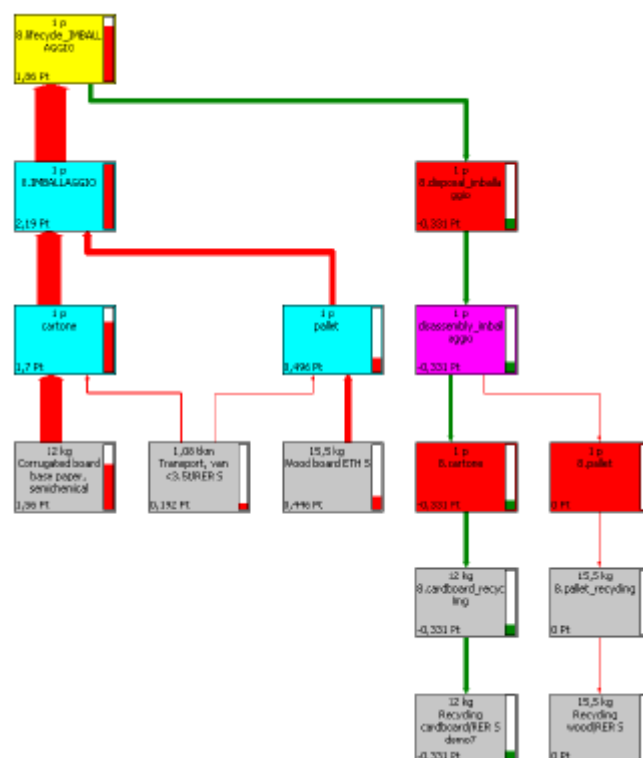 1 p
8.lifecycle_IMBALL
AGGIO
1,86 Pt
1 p
8.IMBALLAGGIO
2,19 Pt
1 p
8.disposal_imballa
ggio
-0,331 Pt
1 p
cartone
1,7 Pt
1 p
pallet
0,496 Pt
1 p
disassembly_imball
aggio
-0,331 Pt
12 kg
Corrugated board
base paper,
semichemical
1,56 Pt
1,08 tkm
Transport, van
<3.5t/RER S
0,192 Pt
15,5 kg
Wood board ETH S
0,446 Pt
1 p
8.cartone
-0,331 Pt
1 p
8.pallet
0 Pt
12 kg
8.cardboard_recyc
ling
-0,331 Pt
15,5 kg
8.pallet_recycling
0 Pt
12 kg
Recycling
cardboard/RER S
demo7
-0,331 Pt
15,5 kg
Recycling
wood/RER S
0 Pt